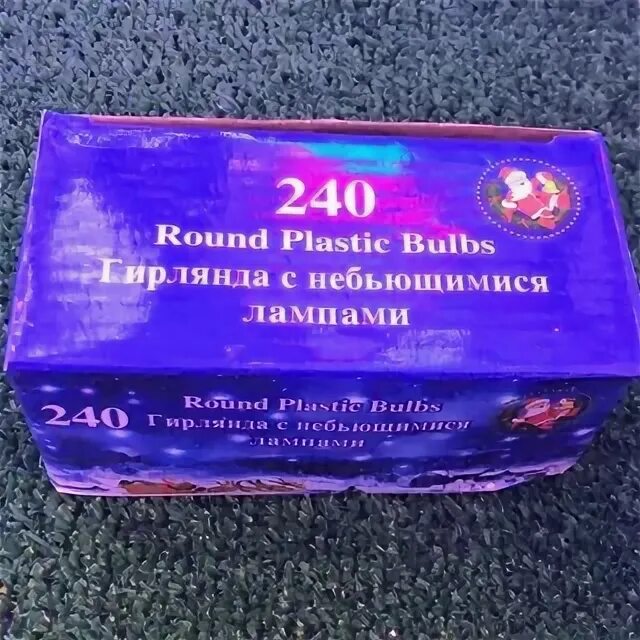 240
Round Plastic Bulbs
Гирлянда с небьющимися
лампами
240
Round Plastic Bulbs
Гирлянда с небьющимися
лампами